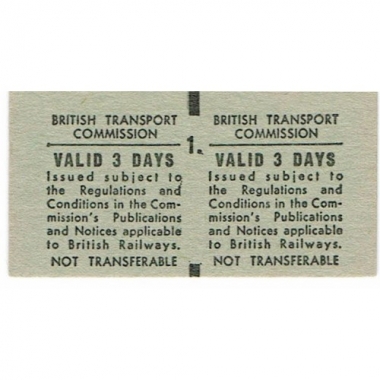 BRITISH TRANSPORT
COMMISSION
VALID 3 DAYS
Issued subject to
the Regulations and
Conditions in the Com-
mission's Publications
and Notices applicable
to British Railways.
NOT TRANSFERABLE
1.
BRITISH TRANSPORT
COMMISSION
VALID 3 DAYS
Issued subject to
the Regulations and
Conditions in the Com-
mission's Publications
and Notices applicable
to British Railways.
NOT TRANSFERABLE